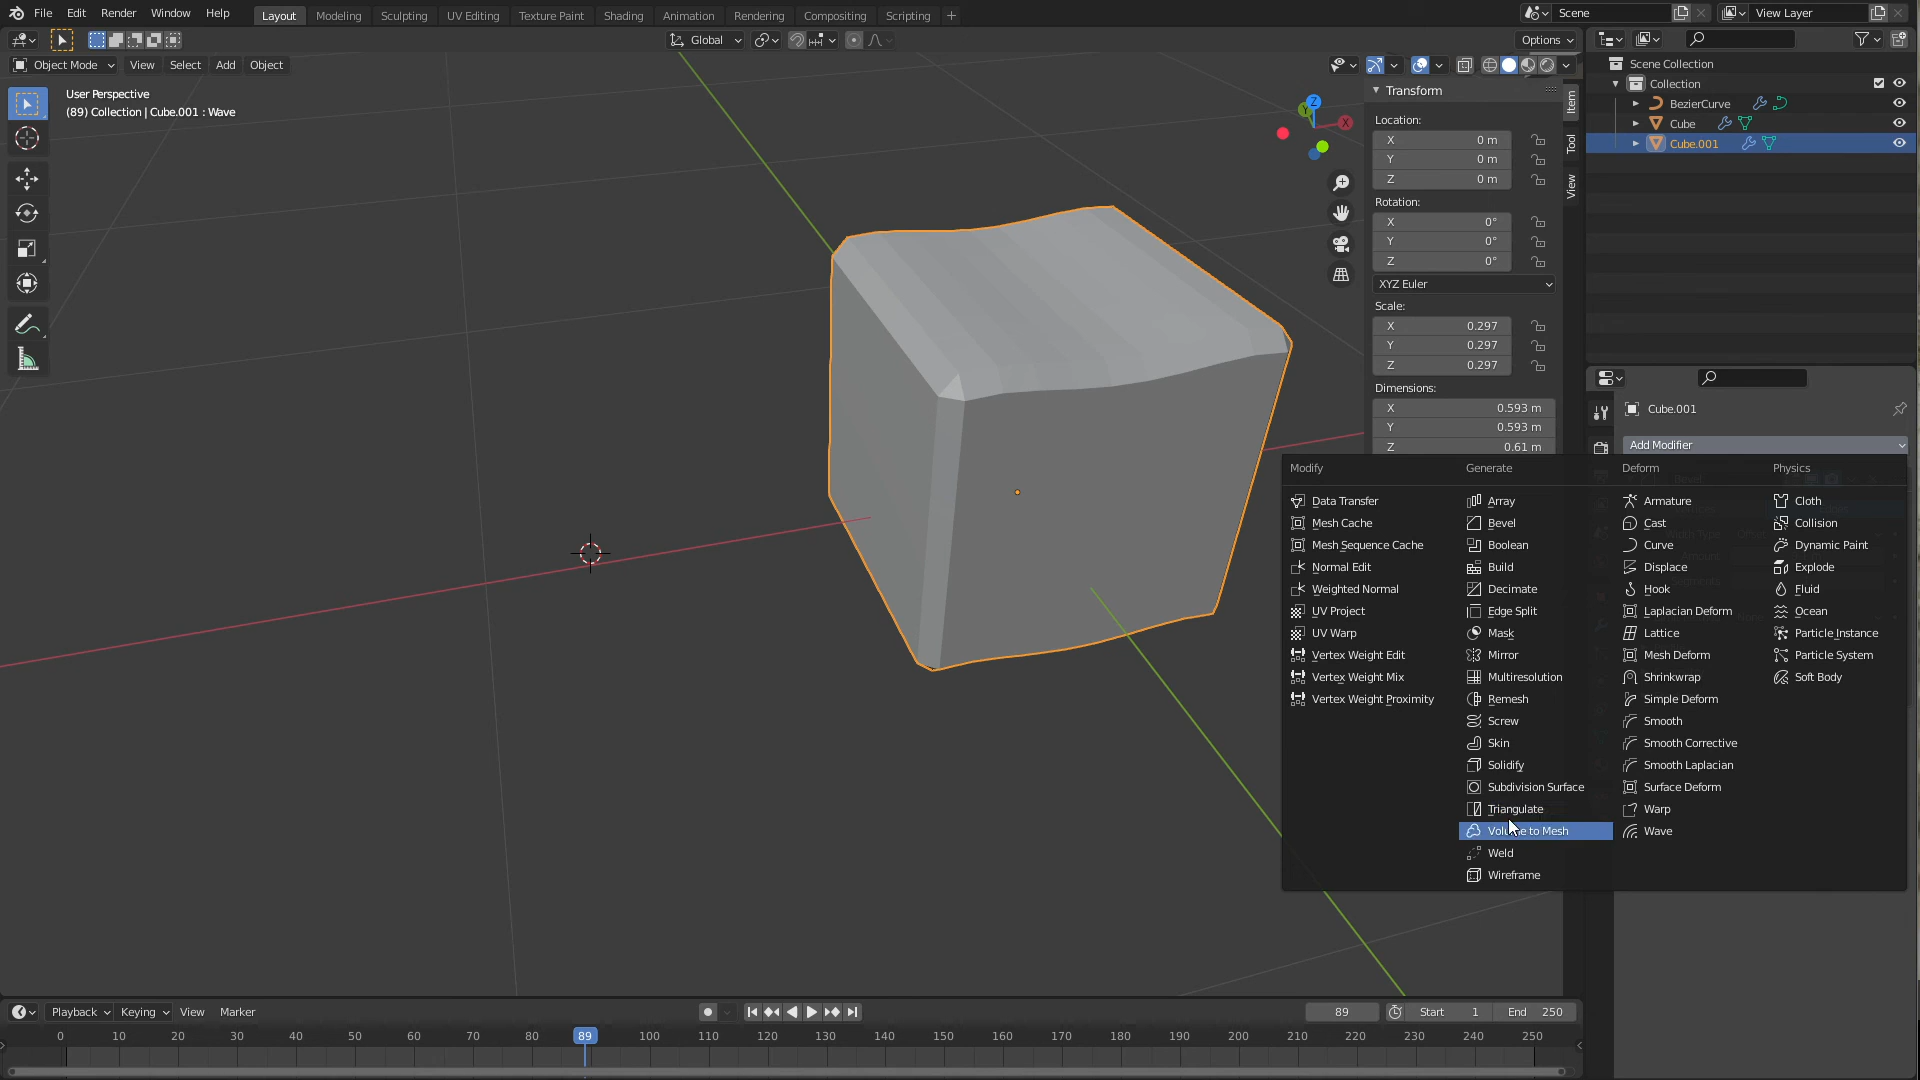 File Edit Render Window Help Layout Modeling Sculpting UV Editing Texture Paint Shading Animation Rendering Compositing Scripting + Scene View Layer
Global Options
Object Mode View Select Add Object
User Perspective
(89) Collection | Cube.001 : Wave
Z
Y
X
Transform
Location:
X 0 m
Y 0 m
Z 0 m
Rotation:
X 0°
Y 0°
Z 0°
XYZ Euler
Scale:
X 0.297
Y 0.297
Z 0.297
Dimensions:
X 0.593 m
Y 0.593 m
Z 0.61 m
Item
Tool
View
Scene Collection
Collection
BezierCurve
Cube
Cube.001
Cube.001
Add Modifier
Modify
Data Transfer
Mesh Cache
Mesh Sequence Cache
Normal Edit
Weighted Normal
UV Project
UV Warp
Vertex Weight Edit
Vertex Weight Mix
Vertex Weight Proximity
Generate
Array
Bevel
Boolean
Build
Decimate
Edge Split
Mask
Mirror
Multiresolution
Remesh
Screw
Skin
Solidify
Subdivision Surface
Triangulate
Volume to Mesh
Weld
Wireframe
Deform
Armature
Cast
Curve
Displace
Hook
Laplacian Deform
Lattice
Mesh Deform
Shrinkwrap
Simple Deform
Smooth
Smooth Corrective
Smooth Laplacian
Surface Deform
Warp
Wave
Physics
Cloth
Collision
Dynamic Paint
Explode
Fluid
Ocean
Particle Instance
Particle System
Soft Body
Playback Keying View Marker 89 Start 1 End 250
0 10 20 30 40 50 60 70 80 89 100 110 120 130 140 150 160 170 180 190 200 210 220 230 240 250